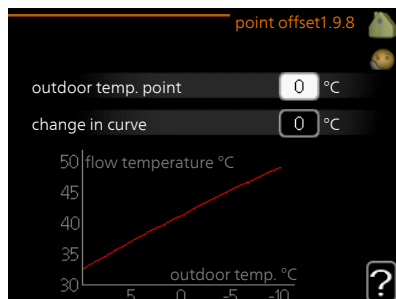 point offset1.9.8
outdoor temp. point 0 °C
change in curve 0 °C
50 flow temperature °C
45
40
35
30 outdoor temp. °C
5 0 -5 -10
?